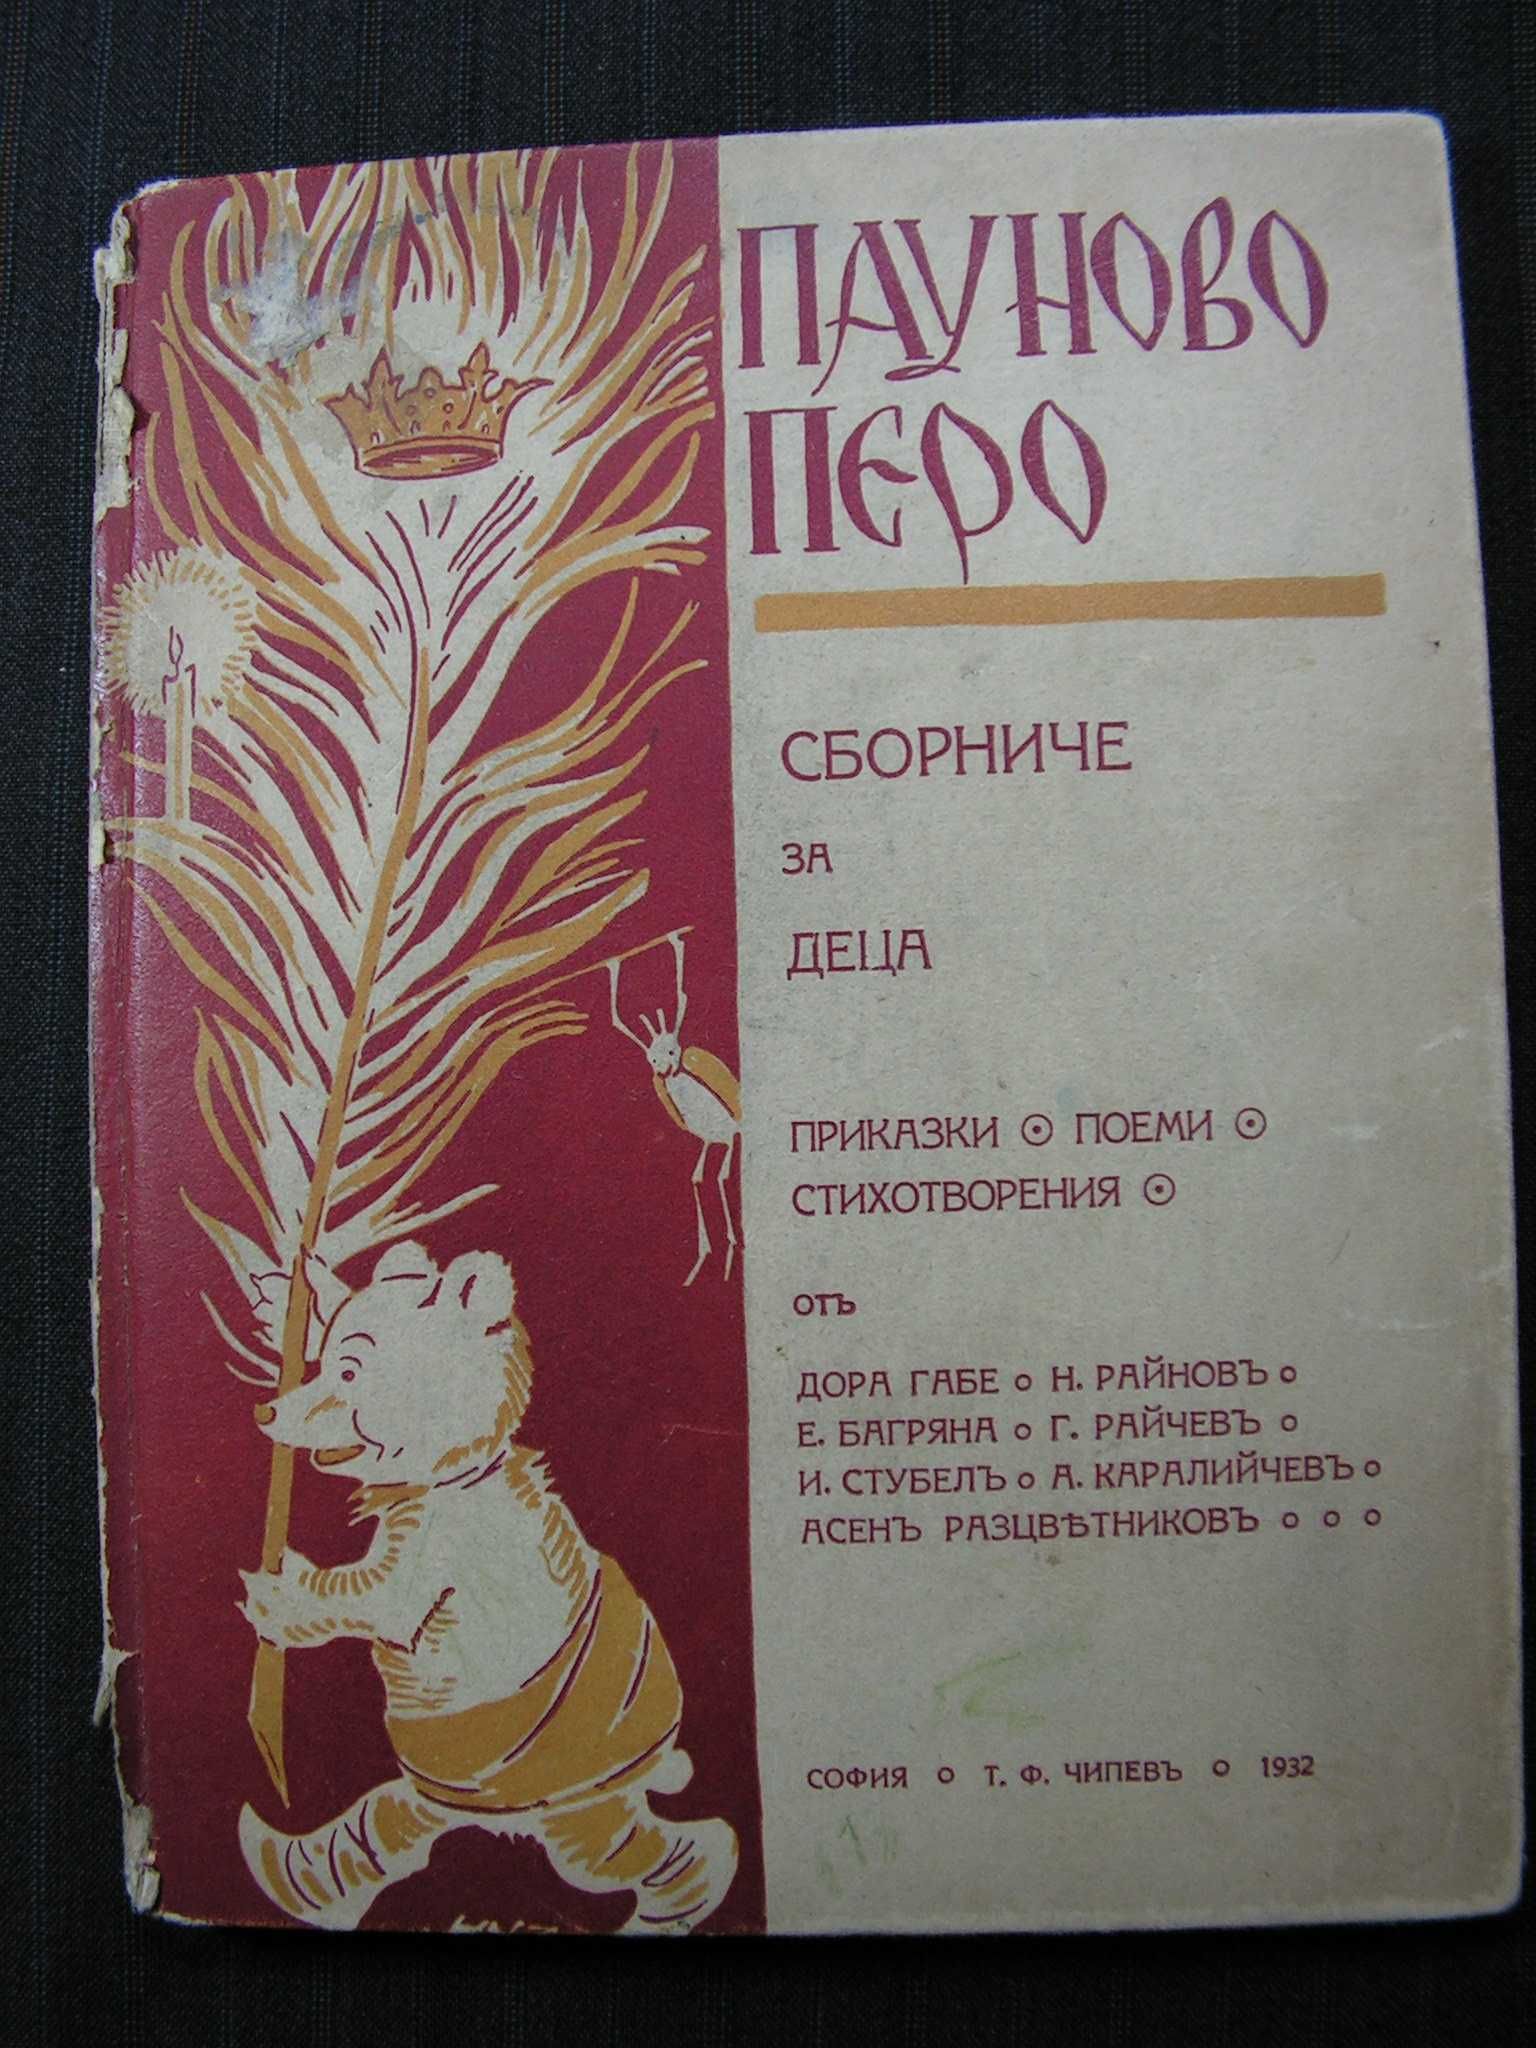 ПАУНОВО
ПЕРО
СБОРНИЧЕ
ЗА
ДЕЦА
ПРИКАЗКИ ⊙ ПОЕМИ ⊙
СТИХОТВОРЕНИЯ ⊙
ОТЪ
ДОРА ГАБЕ o Н. РАЙНОВЪ o
Е. БАГРЯНА o Г. РАЙЧЕВЪ o
И. СТУБЕЛЪ o А. КАРАЛИЙЧЕВЪ o
АСЕНЪ РАЗЦВѢТНИКОВЪ o o o
СОФИЯ o Т. Ф. ЧИПЕВЪ o 1932